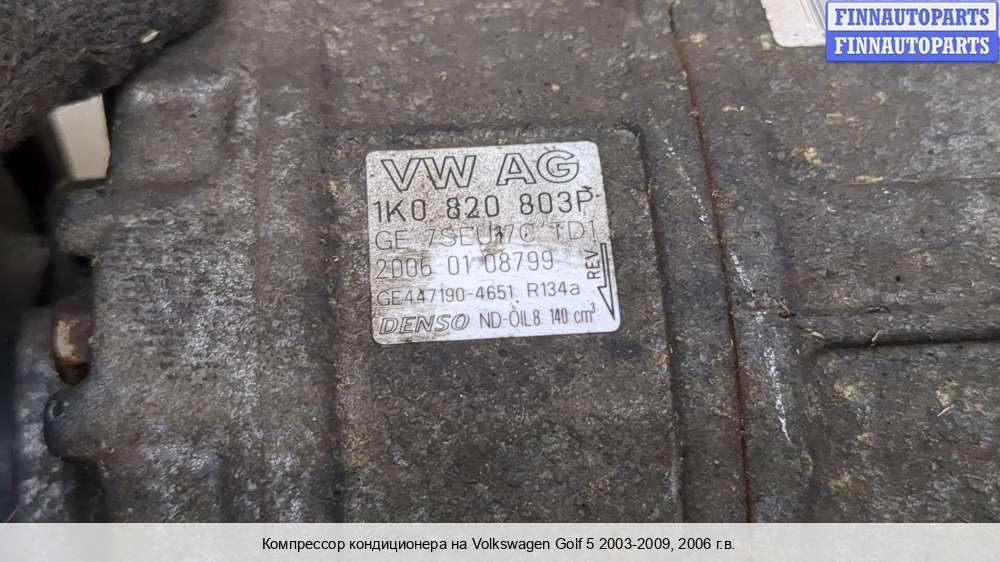 FINNAUTOPARTS
FINNAUTOPARTS
VW AG
1K0 820 803P
GE 7SEU17C TD1
2006 01 08799
REV.
GE447190-4651 R134a
DENSO ND-OIL8 140 cm³
Компрессор кондиционера на Volkswagen Golf 5 2003-2009, 2006 г.в.